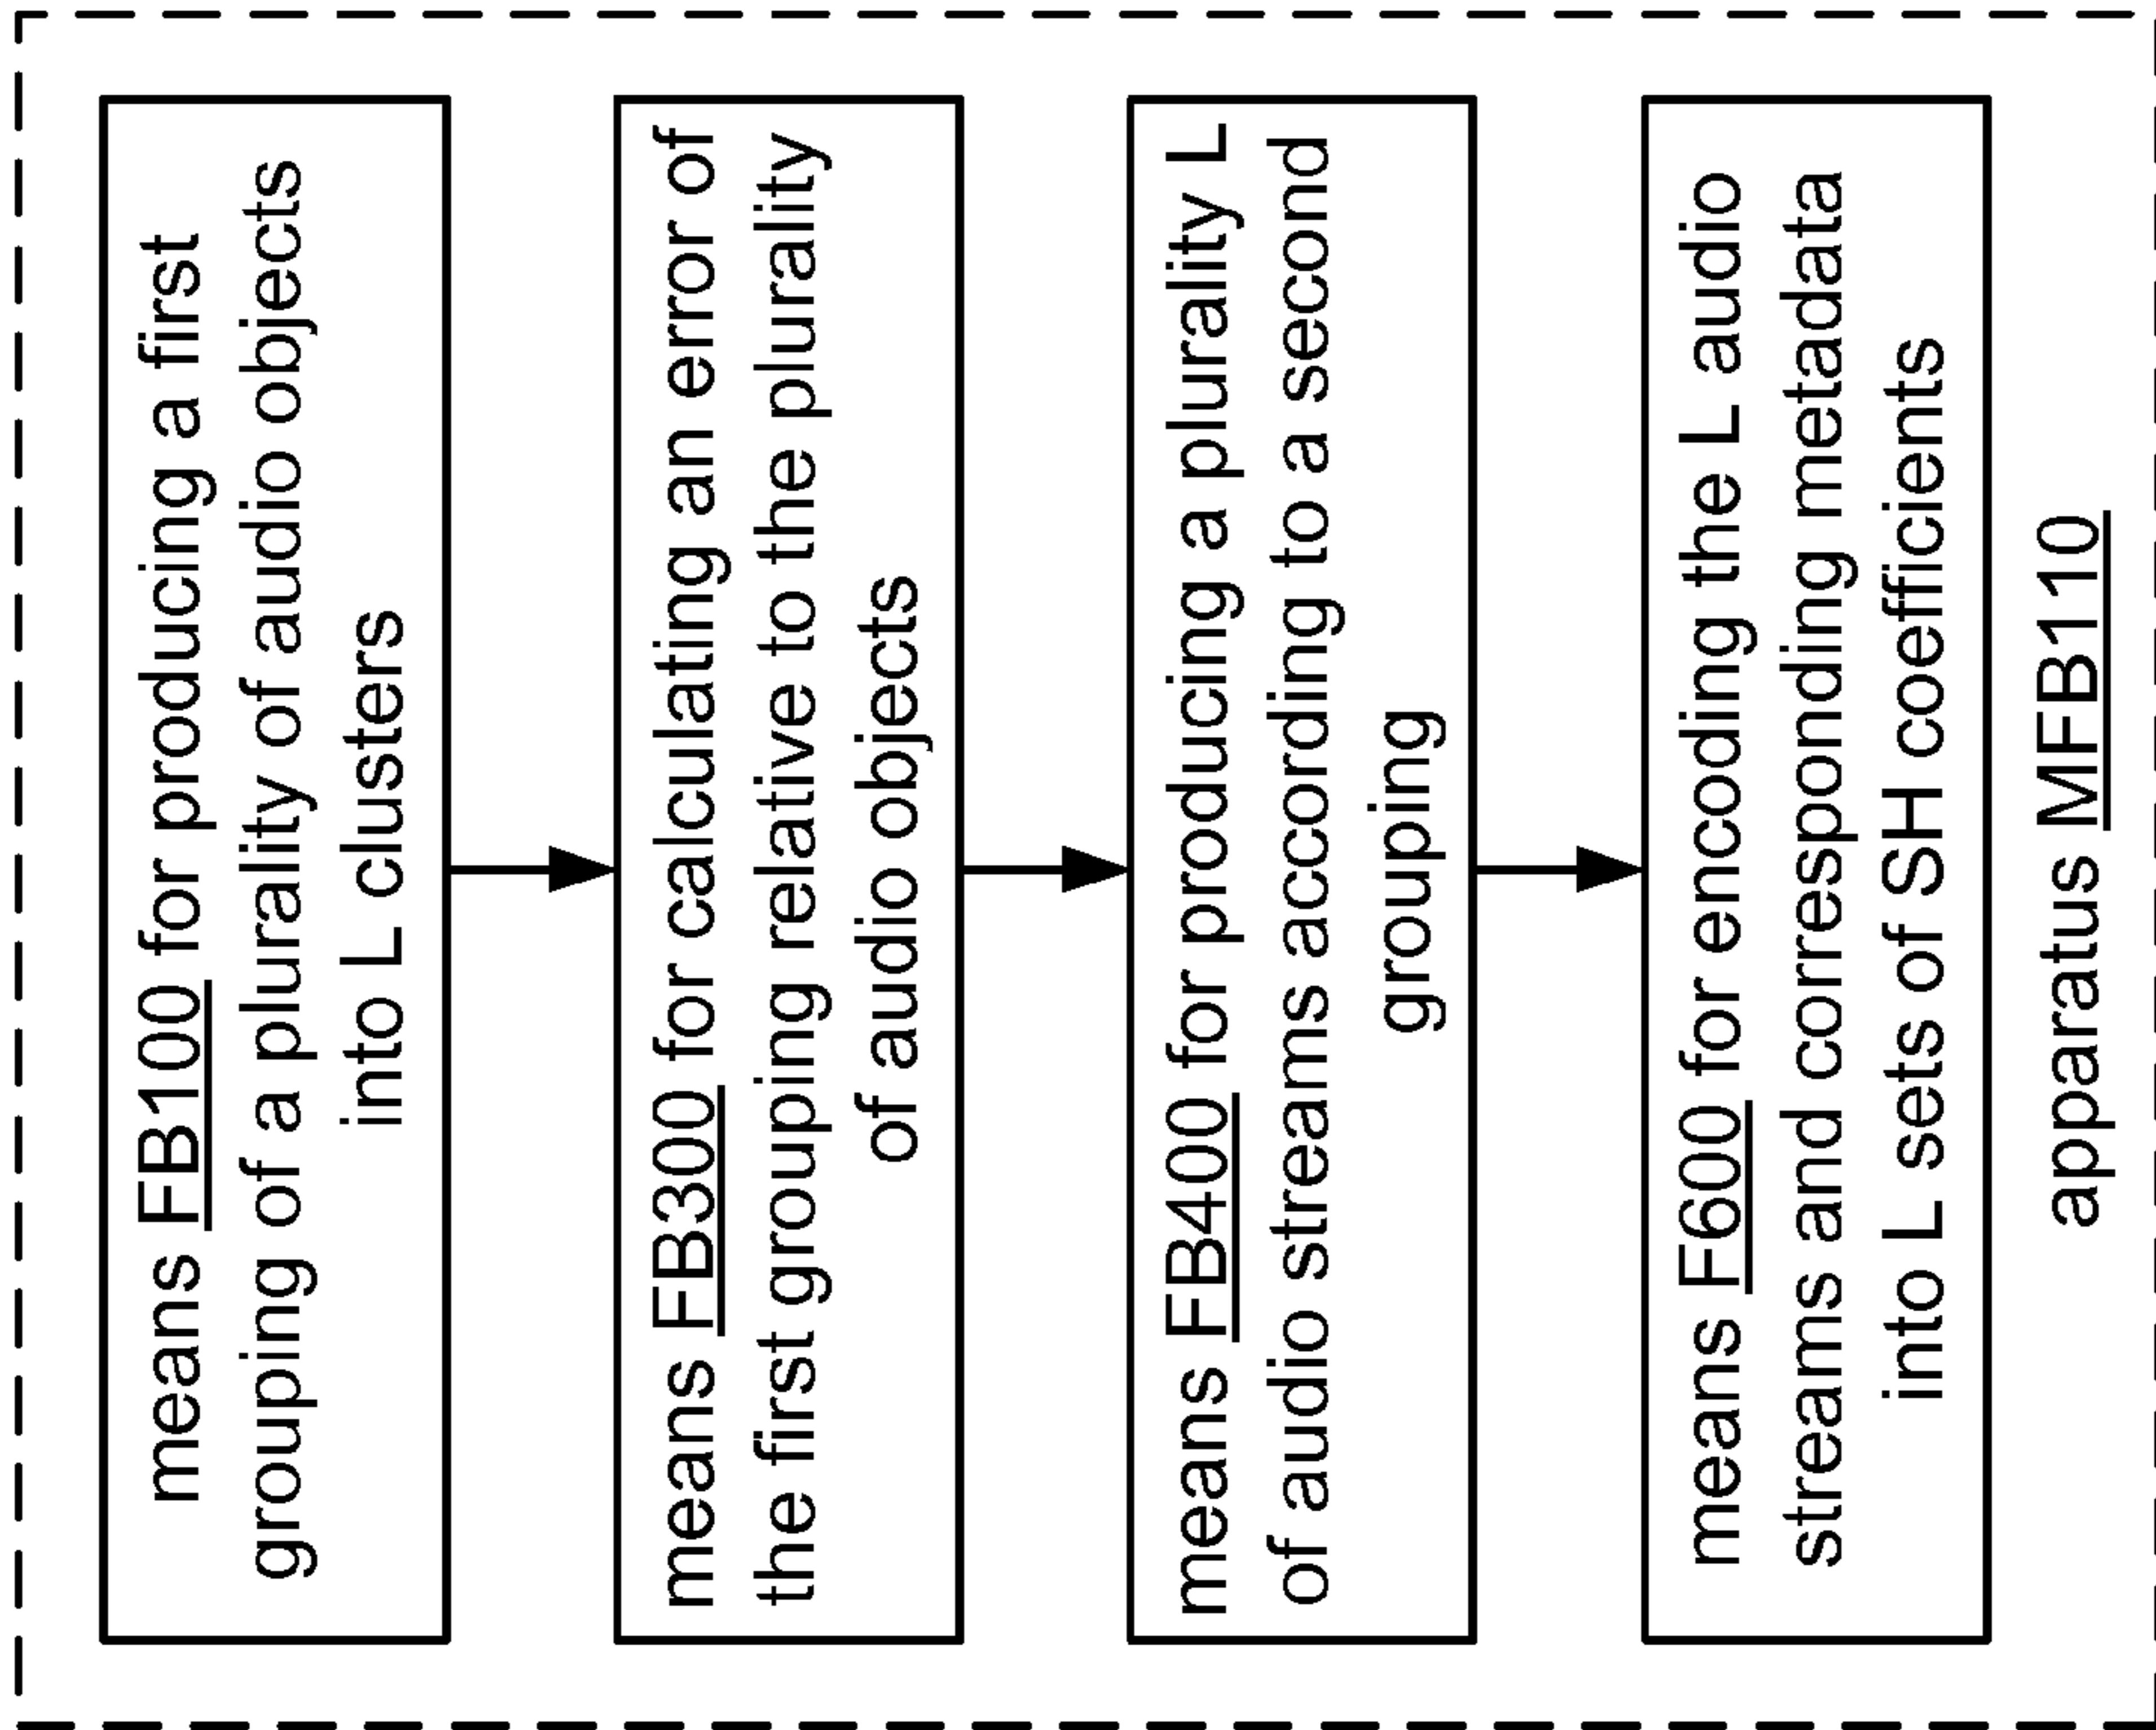 means FB100 for producing a first
grouping of a plurality of audio objects
into L clusters
means FB300 for calculating an error of
the first grouping relative to the plurality
of audio objects
means FB400 for producing a plurality L
of audio streams according to a second
grouping
means F600 for encoding the L audio
streams and corresponding metadata
into L sets of SH coefficients
apparatus MFB110